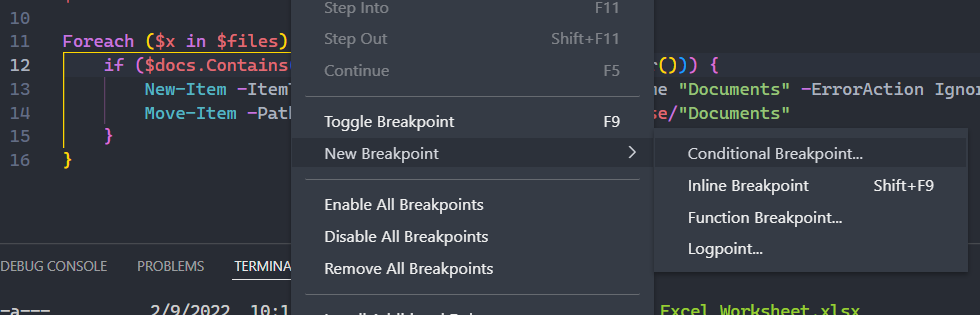 10
Step Into F11
11 Foreach ($x in $files)
Step Out Shift+F11
12 if ($docs.Contains r())) {
Continue F5
13 New-Item -Item e "Documents" -ErrorAction Ignor
14 Move-Item -Pat se/"Documents"
Toggle Breakpoint F9
15 }
New Breakpoint >
16 }
Conditional Breakpoint...
Inline Breakpoint Shift+F9
Enable All Breakpoints
Function Breakpoint...
Disable All Breakpoints
Logpoint...
DEBUG CONSOLE PROBLEMS TERMINA
Remove All Breakpoints
-a--- 2/9/2022 10:1
Excel Worksheet.xlsx